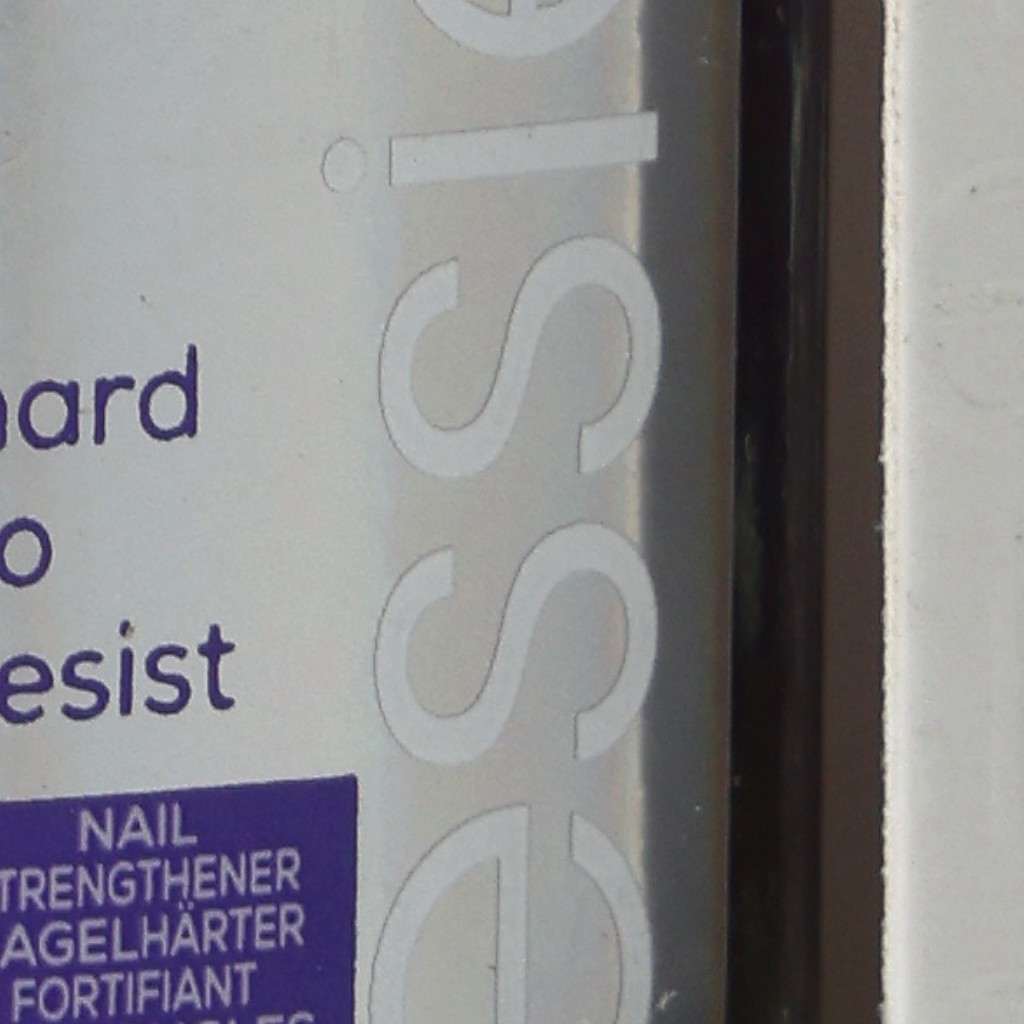 hard
o
esist
NAIL
TRENGTHENER
AGELHÄRTER
FORTIFIANT
essie